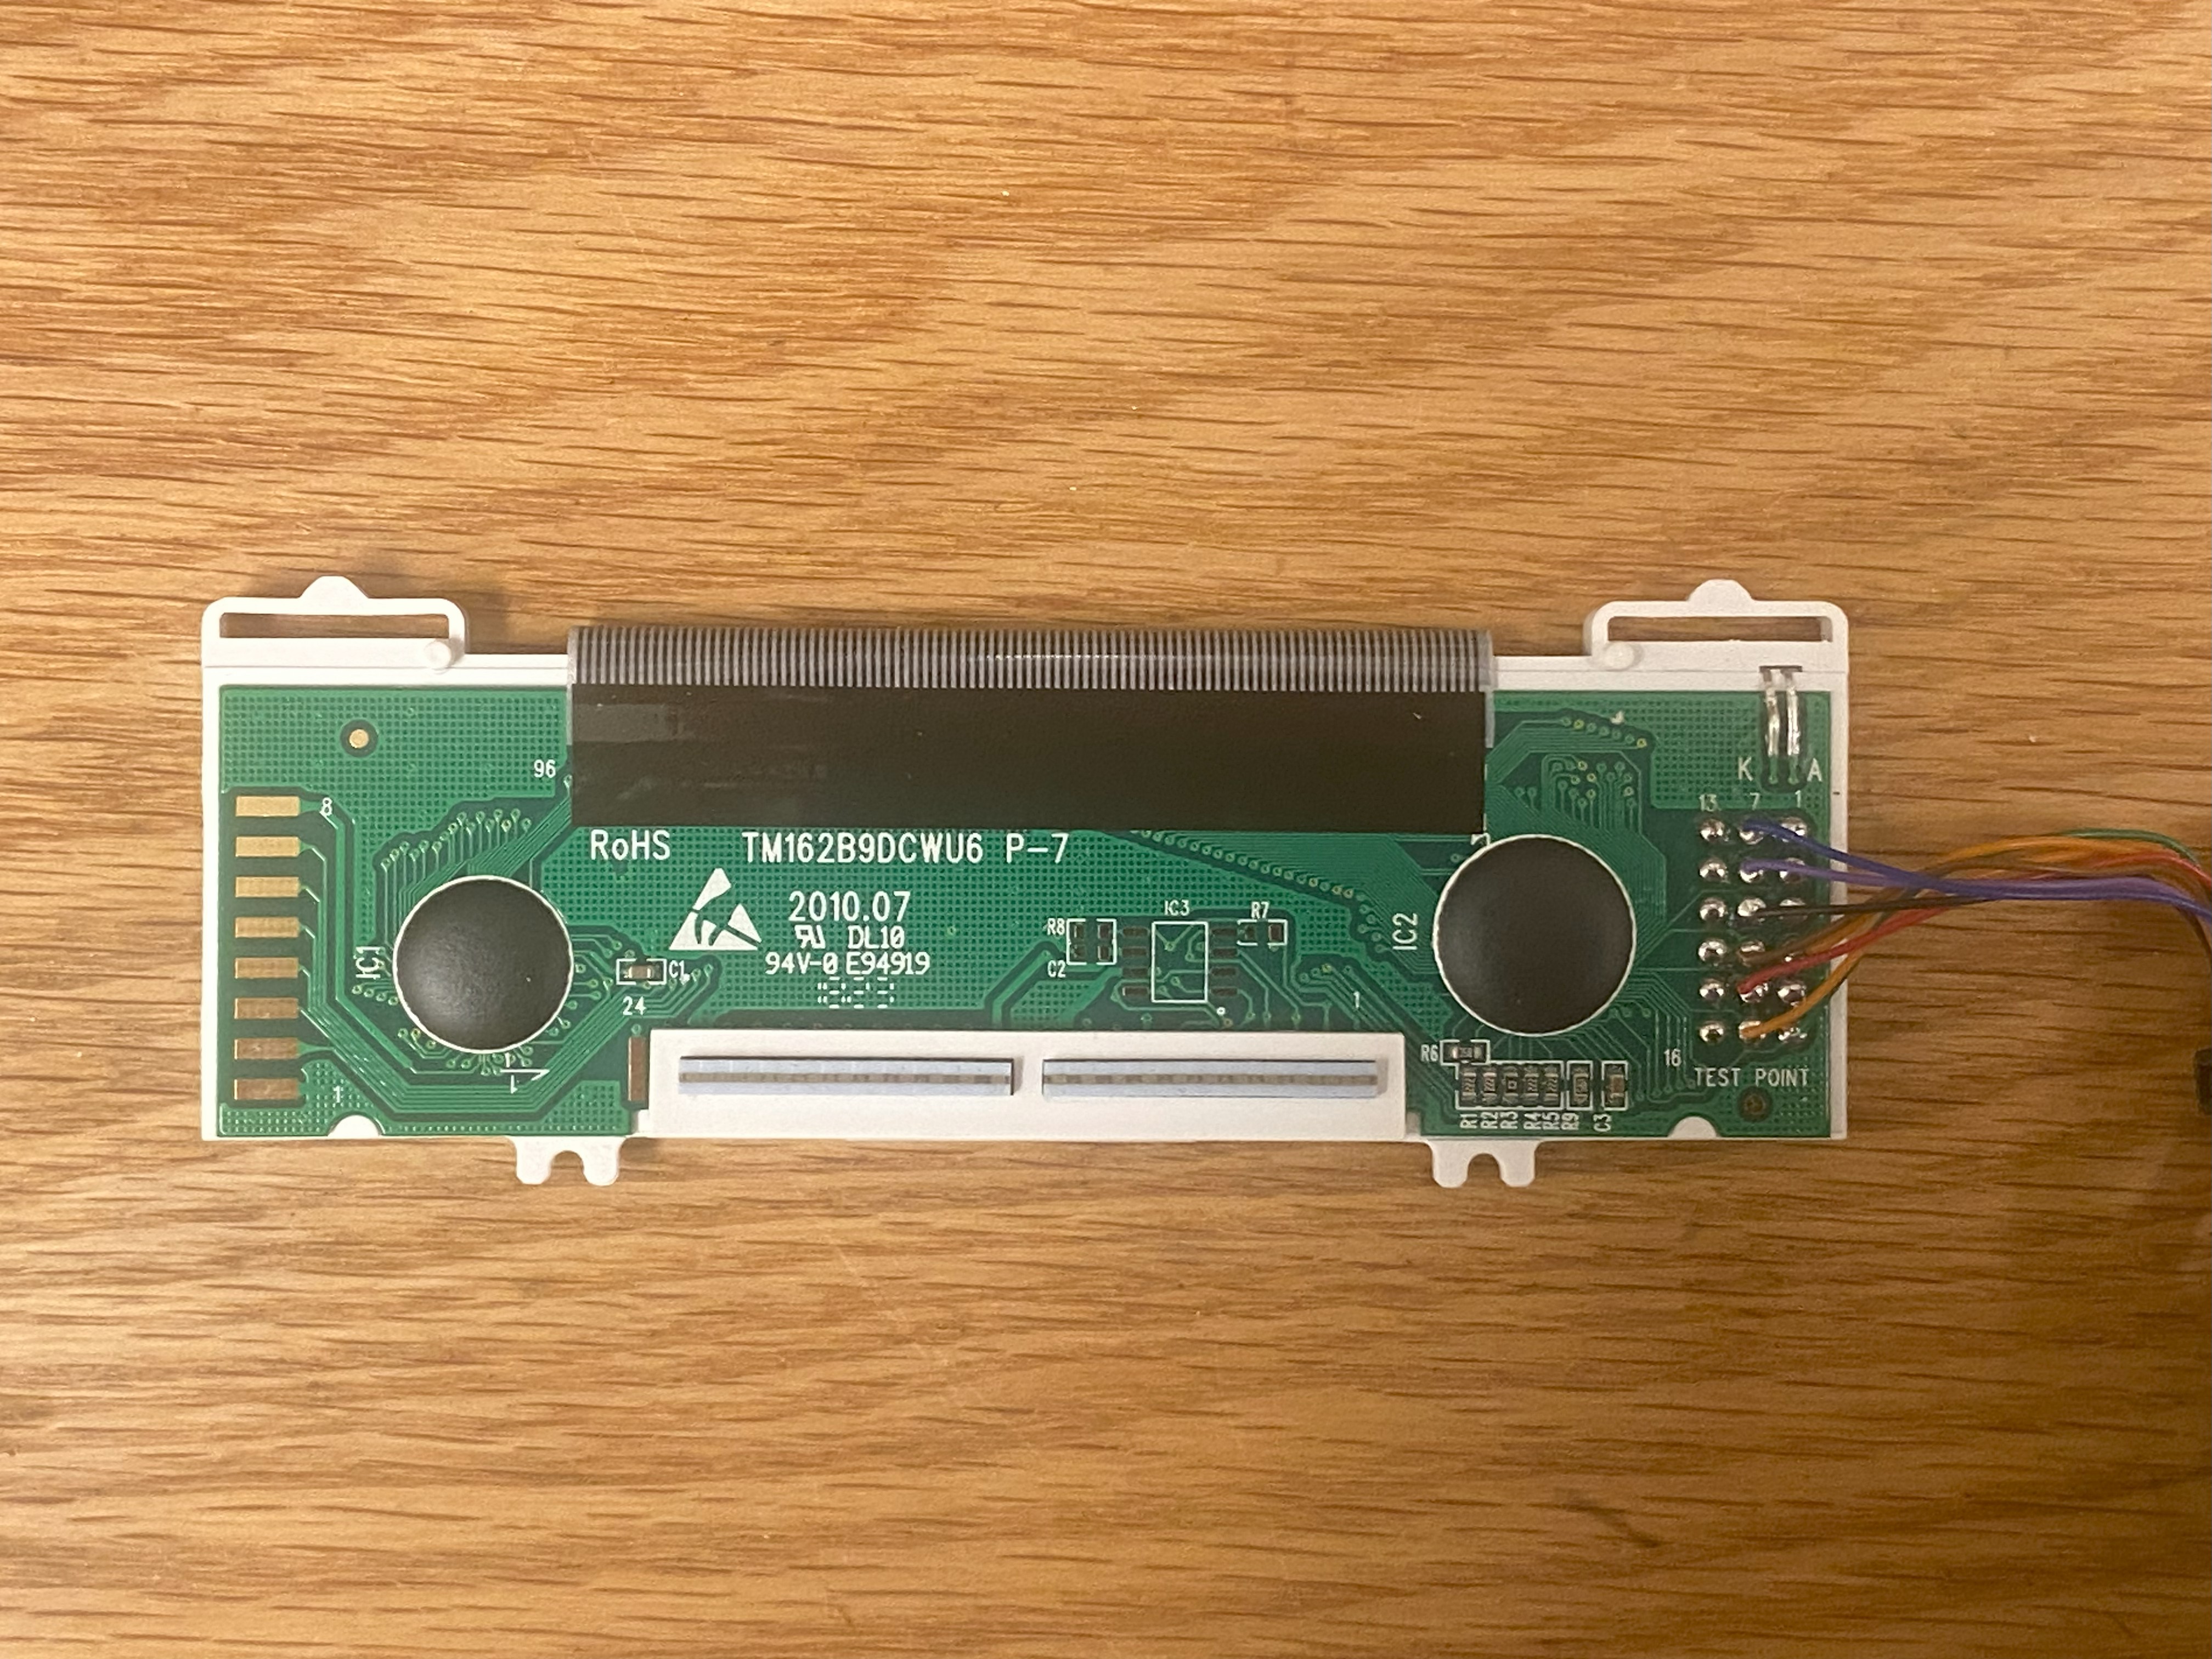 K A
96
13 7 1
8
RoHS TM162B9DCWU6 P-7
2010.07
IC3
R7
R8
IC2
DL10
IC1
94V-0 E94919
C2
C1
24
1
R6
16
TEST POINT
1
R1
R2
R3
R4
R5
R9
C3